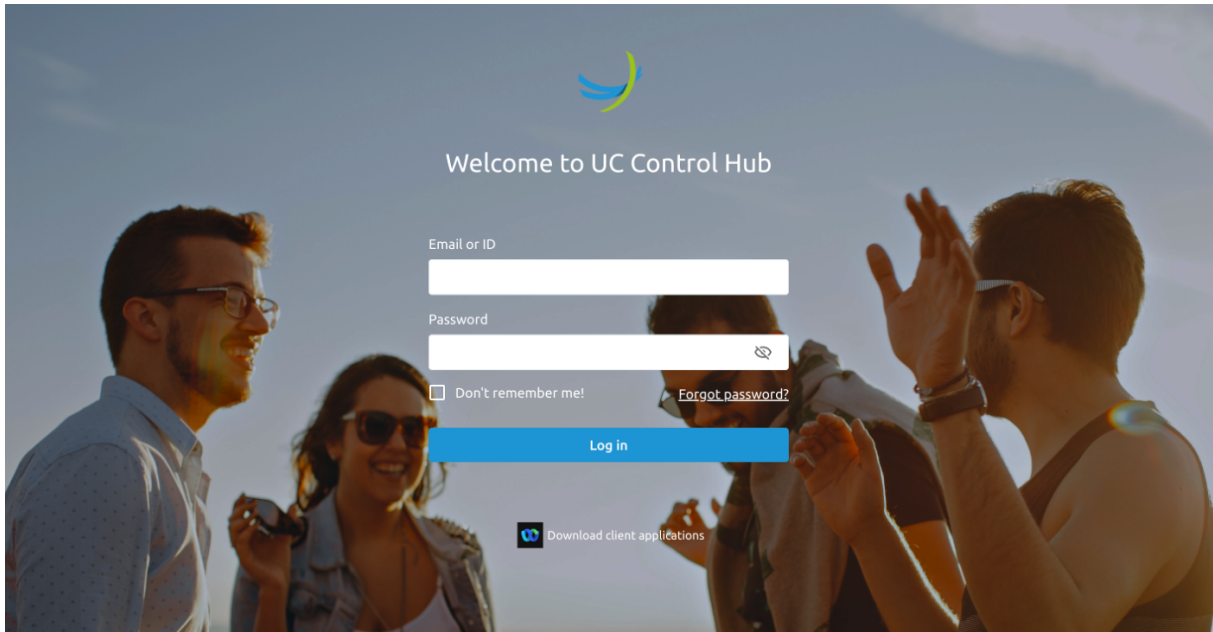 Welcome to UC Control Hub
Email or ID
Password
Don't remember me!
Forgot password?
Log in
Download client applications